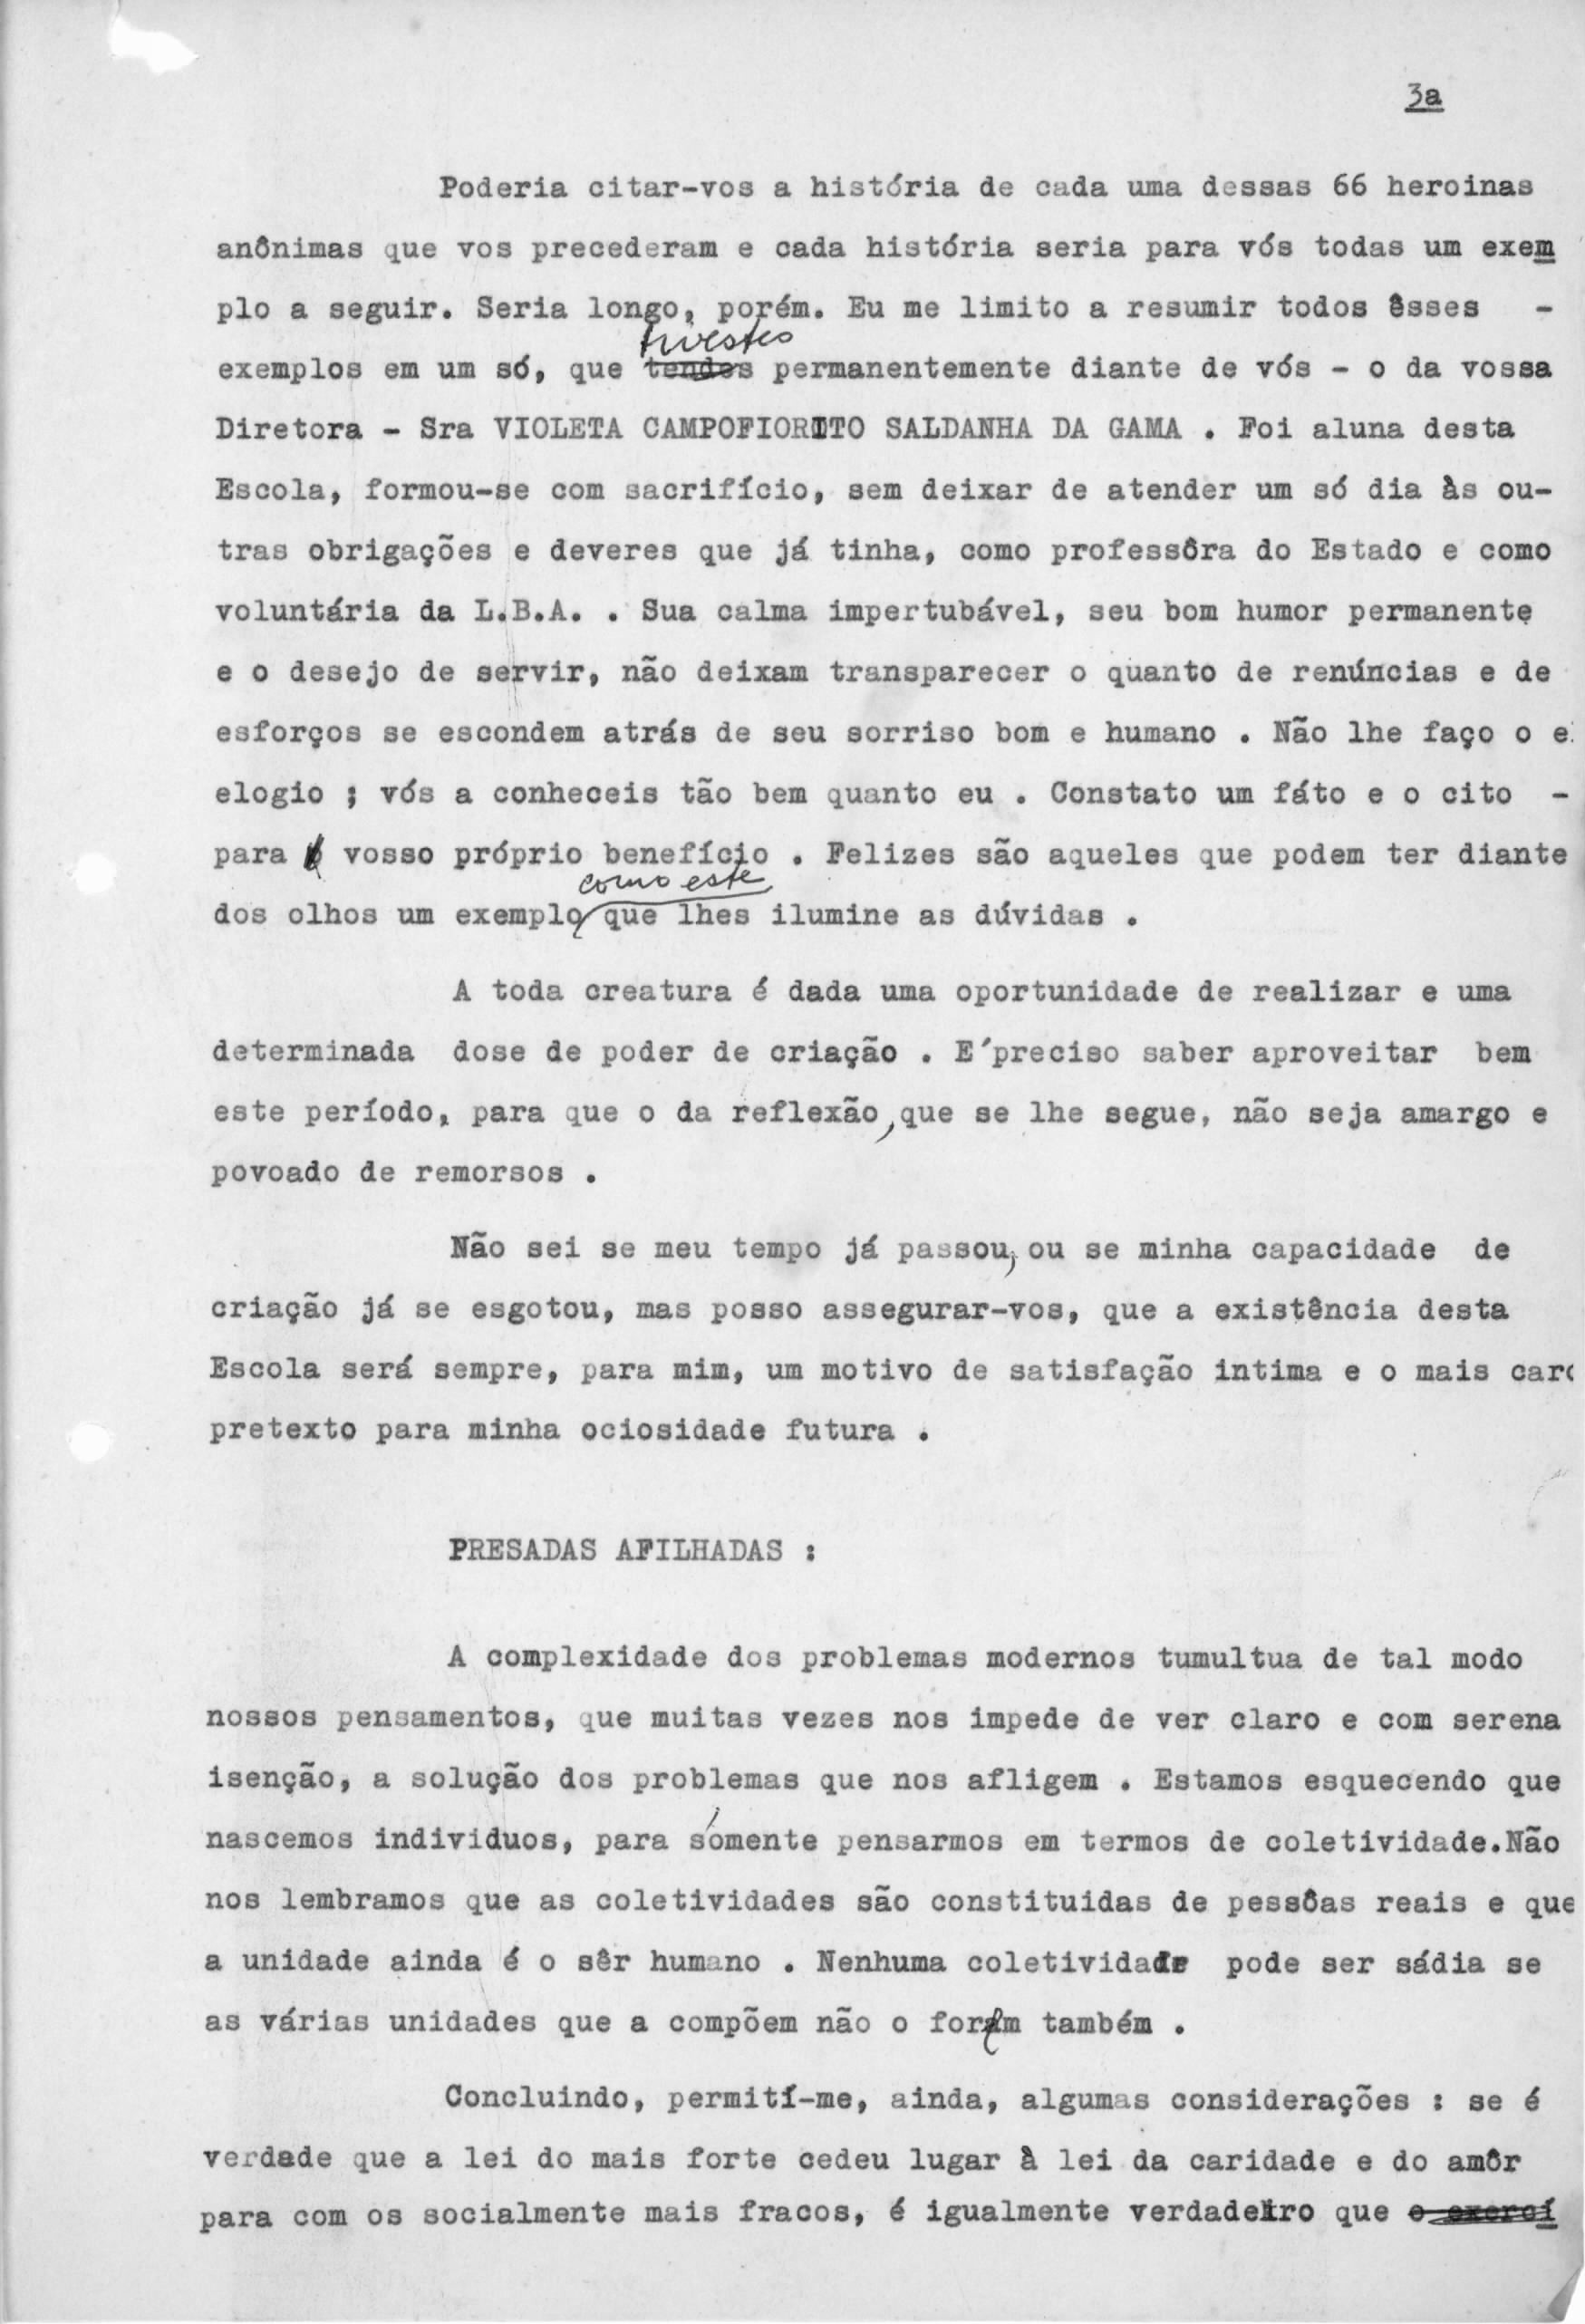 3a
Poderia citar-vos a história de cada uma dessas 66 heroinas
anônimas que vos precederam e cada história seria para vós todas um exem
plo a seguir. Seria longo, porém. Eu me limito a resumir todos êsses -
tivestes
exemplos em um só, que tendes permanentemente diante de vós - o da vossa
Diretora - Sra VIOLETA CAMPOFIORITO SALDANHA DA GAMA . Foi aluna desta
Escola, formou-se com sacrifício, sem deixar de atender um só dia às ou-
tras obrigações e deveres que já tinha, como professôra do Estado e como
voluntária da L.B.A. . Sua calma impertubável, seu bom humor permanente
e o desejo de servir, não deixam transparecer o quanto de renúncias e de
esforços se escondem atrás de seu sorriso bom e humano . Não lhe faço o e
elogio ; vós a conheceis tão bem quanto eu . Constato um fáto e o cito -
para vosso próprio benefício . Felizes são aqueles que podem ter diante
como este
dos olhos um exemplo que lhes ilumine as dúvidas .
A toda creatura é dada uma oportunidade de realizar e uma
determinada dose de poder de criação . E'preciso saber aproveitar bem
este período, para que o da reflexão, que se lhe segue, não seja amargo e
povoado de remorsos .
Não sei se meu tempo já passou, ou se minha capacidade de
criação já se esgotou, mas posso assegurar-vos, que a existência desta
Escola será sempre, para mim, um motivo de satisfação intima e o mais caro
pretexto para minha ociosidade futura .
PRESADAS AFILHADAS :
A complexidade dos problemas modernos tumultua de tal modo
nossos pensamentos, que muitas vezes nos impede de ver claro e com serena
isenção, a solução dos problemas que nos afligem . Estamos esquecendo que
nascemos individuos, para sómente pensarmos em termos de coletividade.Não
nos lembramos que as coletividades são constituidas de pessôas reais e que
a unidade ainda é o sêr humano . Nenhuma coletividade pode ser sádia se
as várias unidades que a compõem não o forem também .
Concluindo, permití-me, ainda, algumas considerações : se é
verdade que a lei do mais forte cedeu lugar à lei da caridade e do amôr
para com os socialmente mais fracos, é igualmente verdadeiro que o exercí